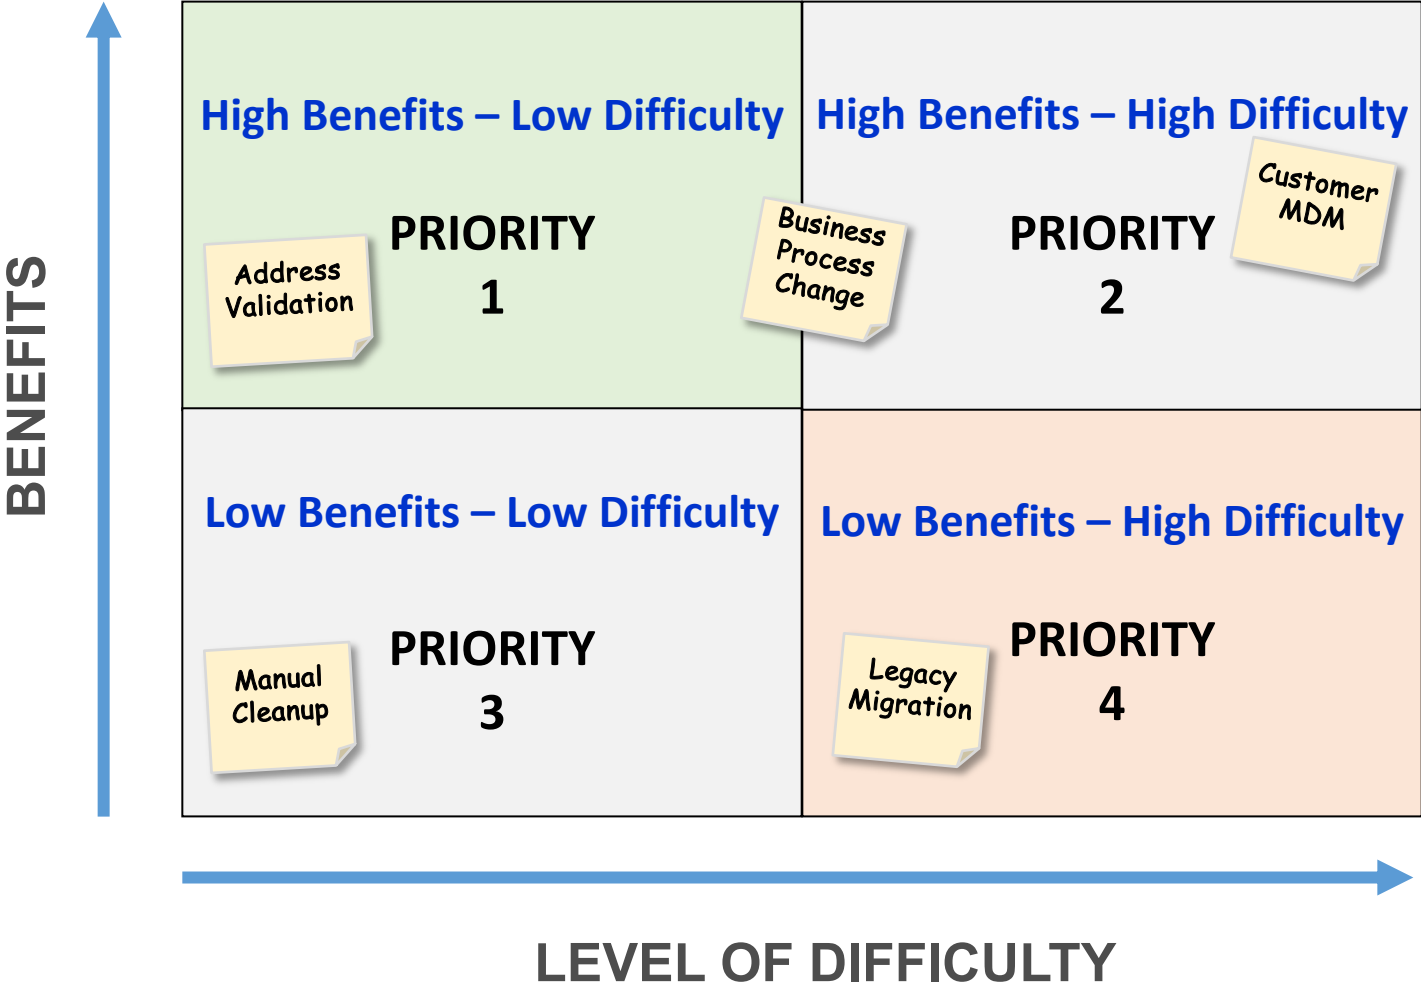 BENEFITS
High Benefits – Low Difficulty
PRIORITY
1
Address
Validation
Business
Process
Change
High Benefits – High Difficulty
PRIORITY
2
Customer
MDM
Low Benefits – Low Difficulty
PRIORITY
3
Manual
Cleanup
Low Benefits – High Difficulty
PRIORITY
4
Legacy
Migration
LEVEL OF DIFFICULTY